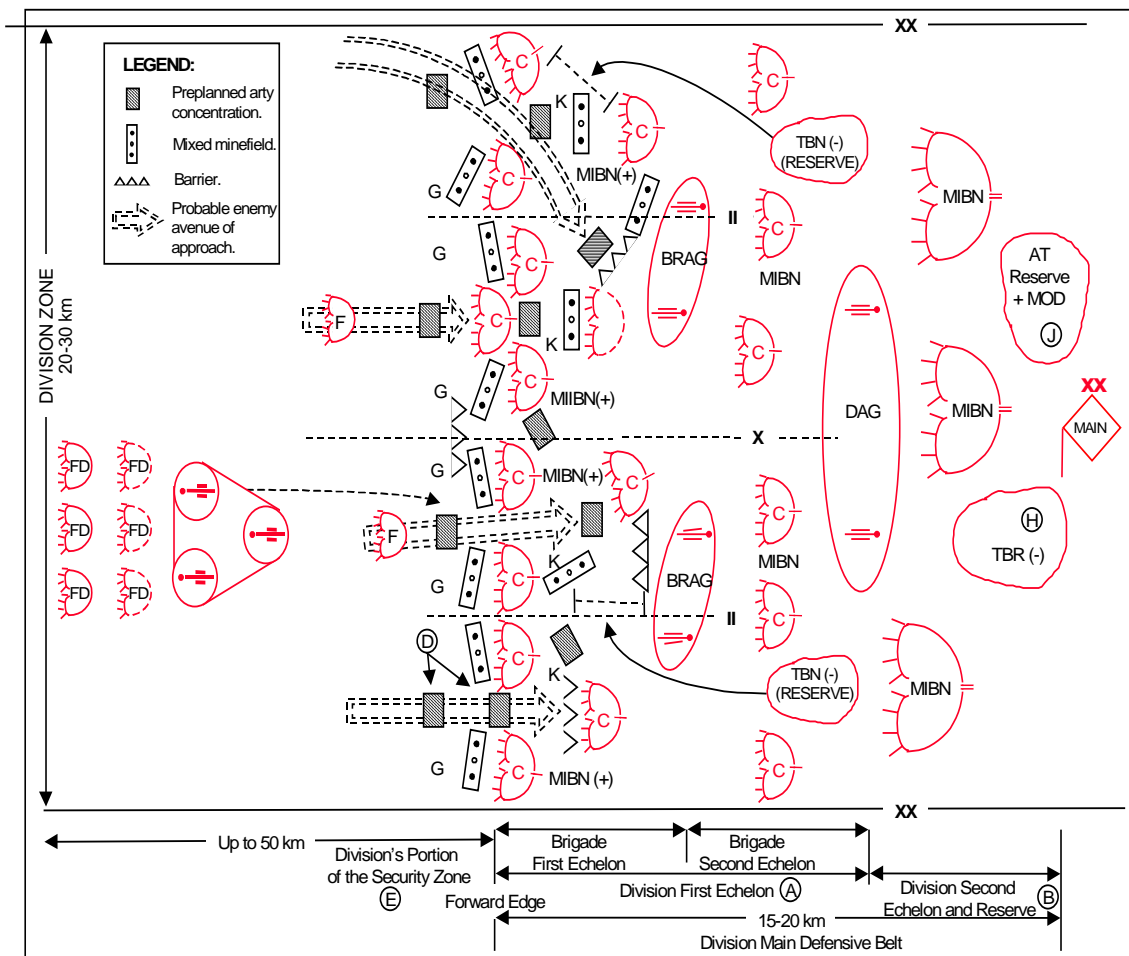 XX
LEGEND:
Preplanned arty
concentration.
Mixed minefield.
Barrier.
Probable enemy
avenue of
approach.
DIVISION ZONE
20-30 km
C
C
K
C
TBN (-)
(RESERVE)
MIBN
C
G
MIBN(+)
II
C
G
C
BRAG
MIBN
AT
Reserve
+ MOD
J
F
C
K
C
XX
MAIN
G
C
MIIBN(+)
DAG
MIBN
X
FD
FD
G
C
MIBN(+)
C
FD
FD
F
C
H
TBR (-)
MIBN
FD
FD
G
C
K
BRAG
C
II
D
C
K
TBN (-)
(RESERVE)
MIBN
C
G
C
MIBN (+)
C
XX
Up to 50 km
Brigade
First Echelon
Brigade
Second Echelon
Division's Portion
of the Security Zone
E
Forward Edge
Division First Echelon A
Division Second
Echelon and Reserve B
15-20 km
Division Main Defensive Belt